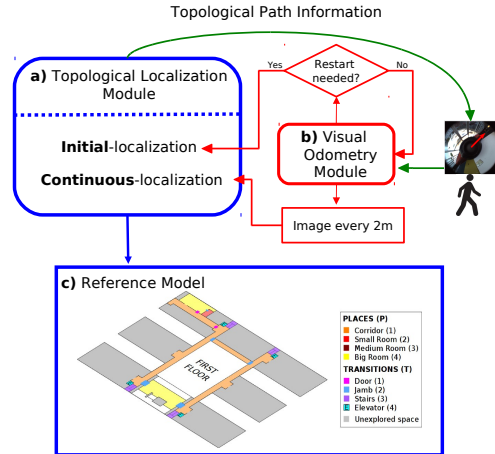 Topological Path Information
a) Topological Localization
Module
Initial-localization
Continuous-localization
Yes
Restart
needed?
No
b) Visual
Odometry
Module
Image every 2m
c) Reference Model
FIRST
FLOOR
PLACES (P)
Corridor (1)
Small Room (2)
Medium Room (3)
Big Room (4)
TRANSITIONS (T)
Door (1)
Jamb (2)
Stairs (3)
E Elevator (4)
Unexplored space